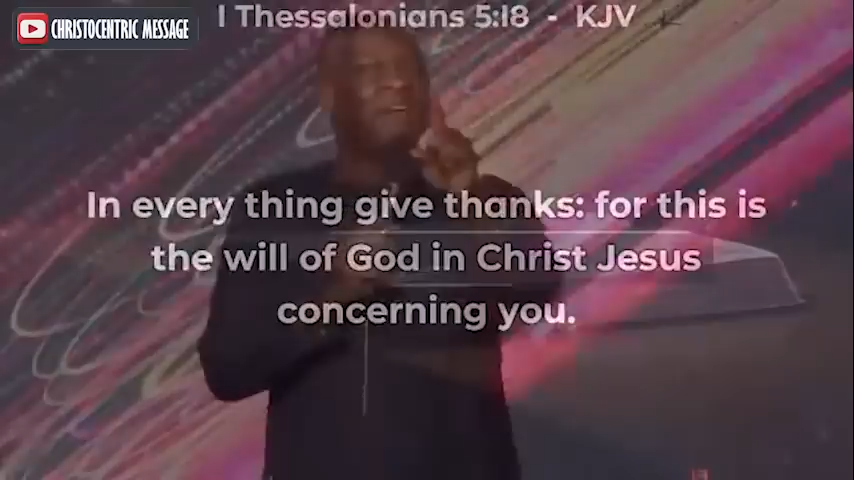 CHRISTOCENTRIC MESSAGE
I Thessalonians 5:18 - KJV
In every thing give thanks: for this is
the will of God in Christ Jesus
concerning you.